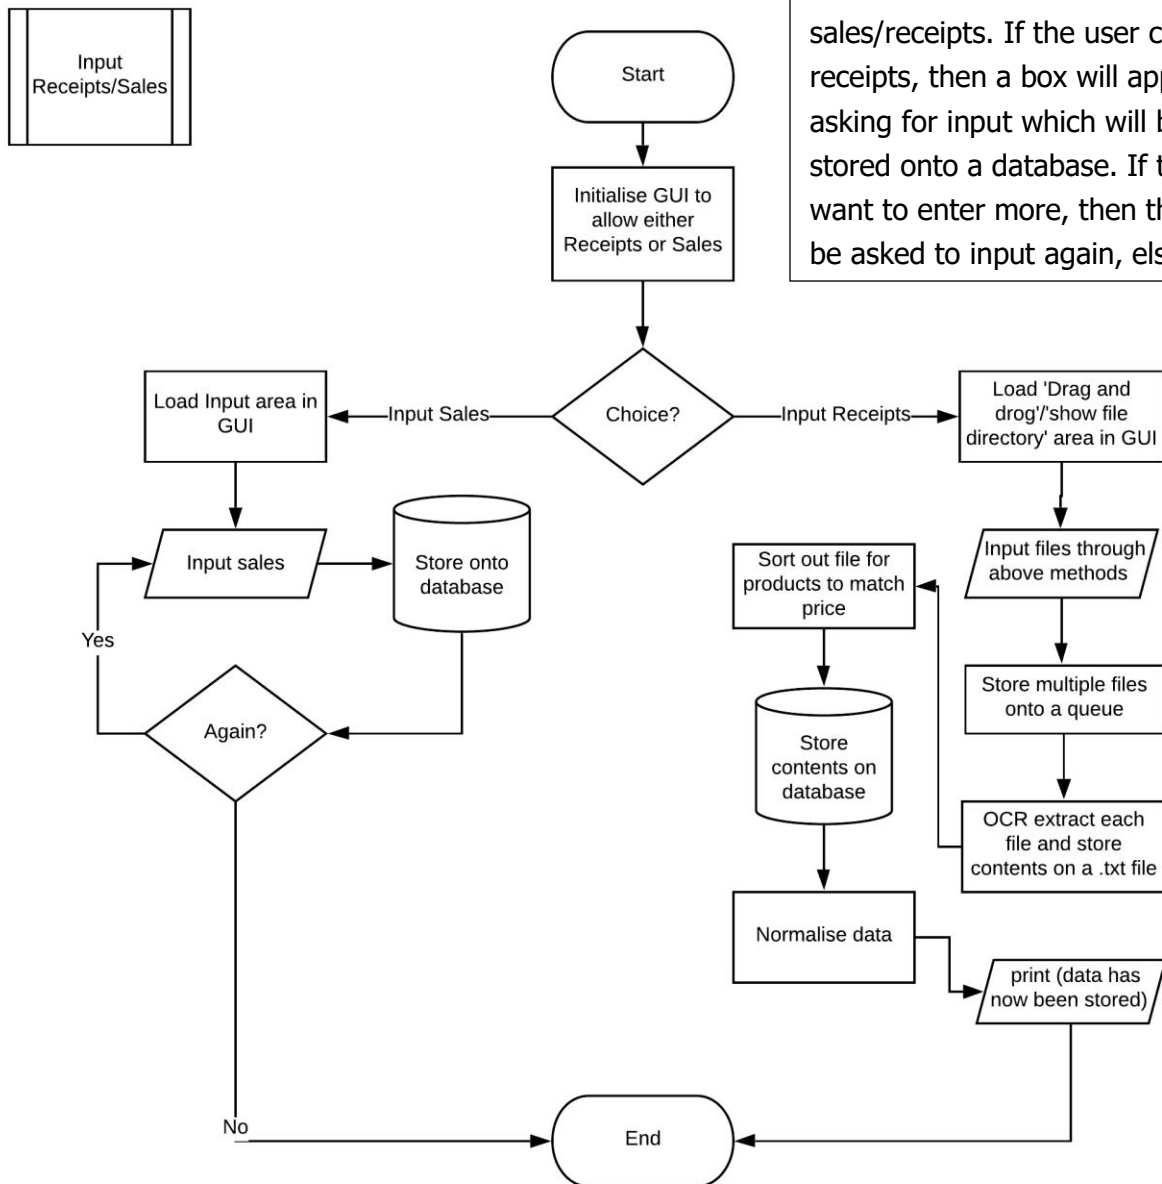 Input
Receipts/Sales
Start
sales/receipts. If the user c
receipts, then a box will ap
asking for input which will b
stored onto a database. If t
want to enter more, then th
be asked to input again, els
Initialise GUI to
allow either
Receipts or Sales
Load Input area in
GUI
Input Sales
Choice?
Input Receipts
Load 'Drag and
drog'/'show file
directory' area in GUI
Input sales
Store onto
database
Sort out file for
products to match
price
Input files through
above methods
Yes
Again?
Store multiple files
onto a queue
Store
contents on
database
OCR extract each
file and store
contents on a .txt file
Normalise data
print (data has
now been stored)
No
End